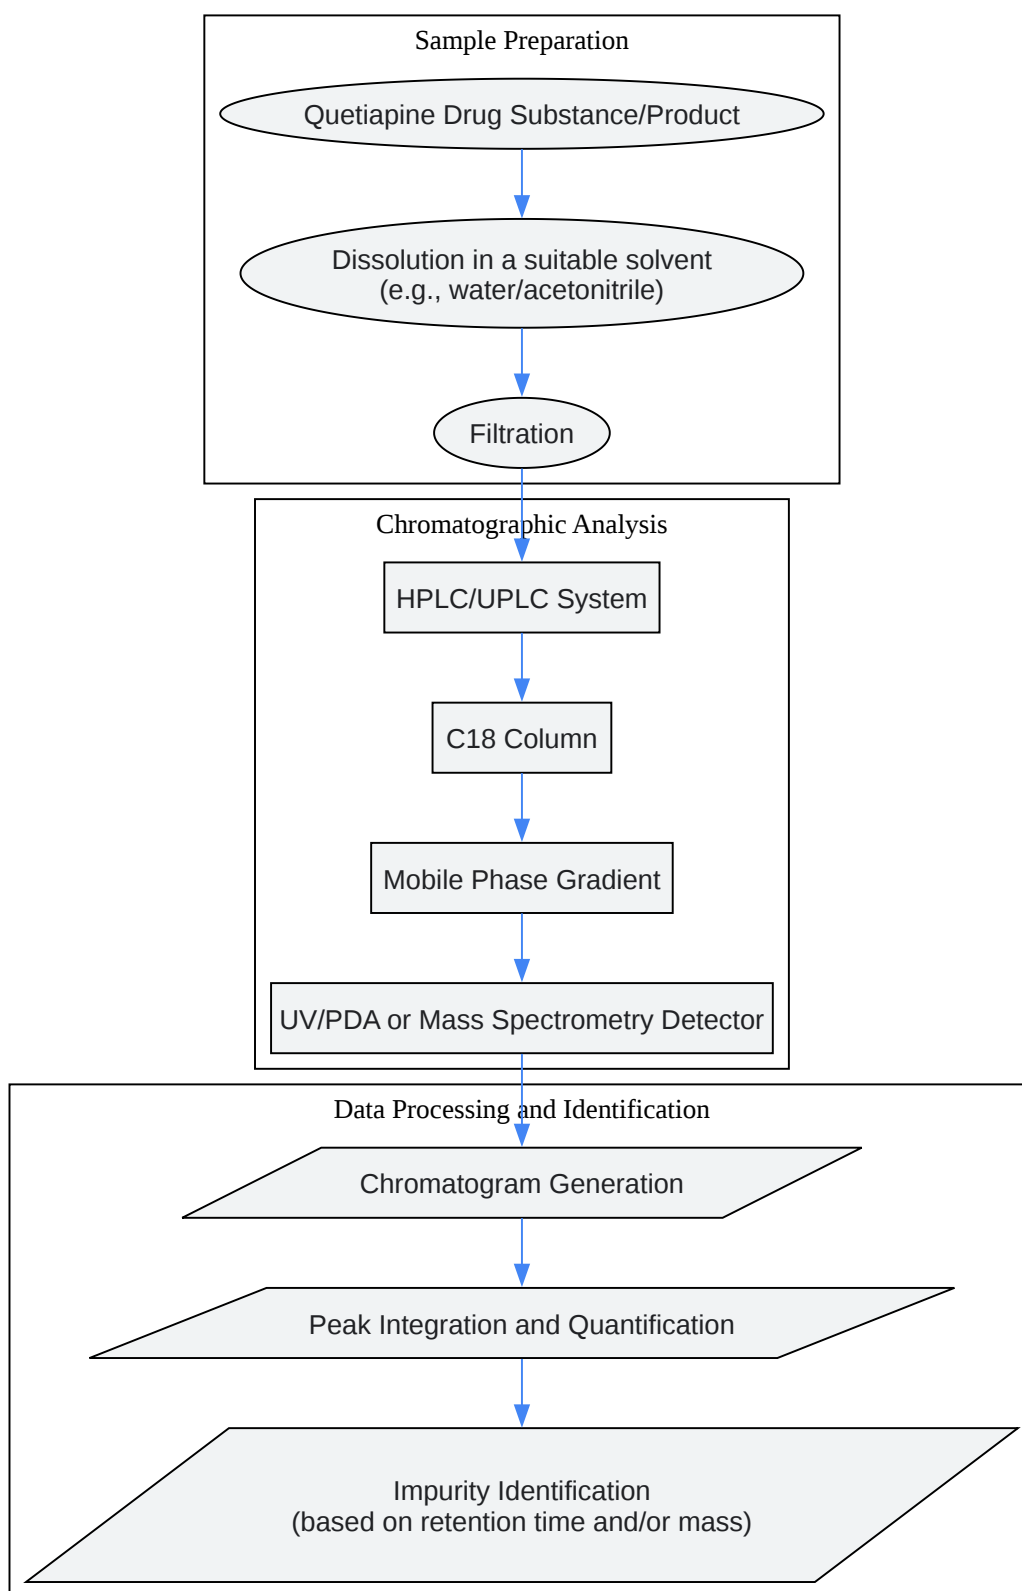 Sample Preparation
Quetiapine Drug Substance/Product
Dissolution in a suitable solvent
(e.g., water/acetonitrile)
Filtration
Chromatographic Analysis
HPLC/UPLC System
C18 Column
Mobile Phase Gradient
UV/PDA or Mass Spectrometry Detector
Data Processing and Identification
Chromatogram Generation
Peak Integration and Quantification
Impurity Identification
(based on retention time and/or mass)